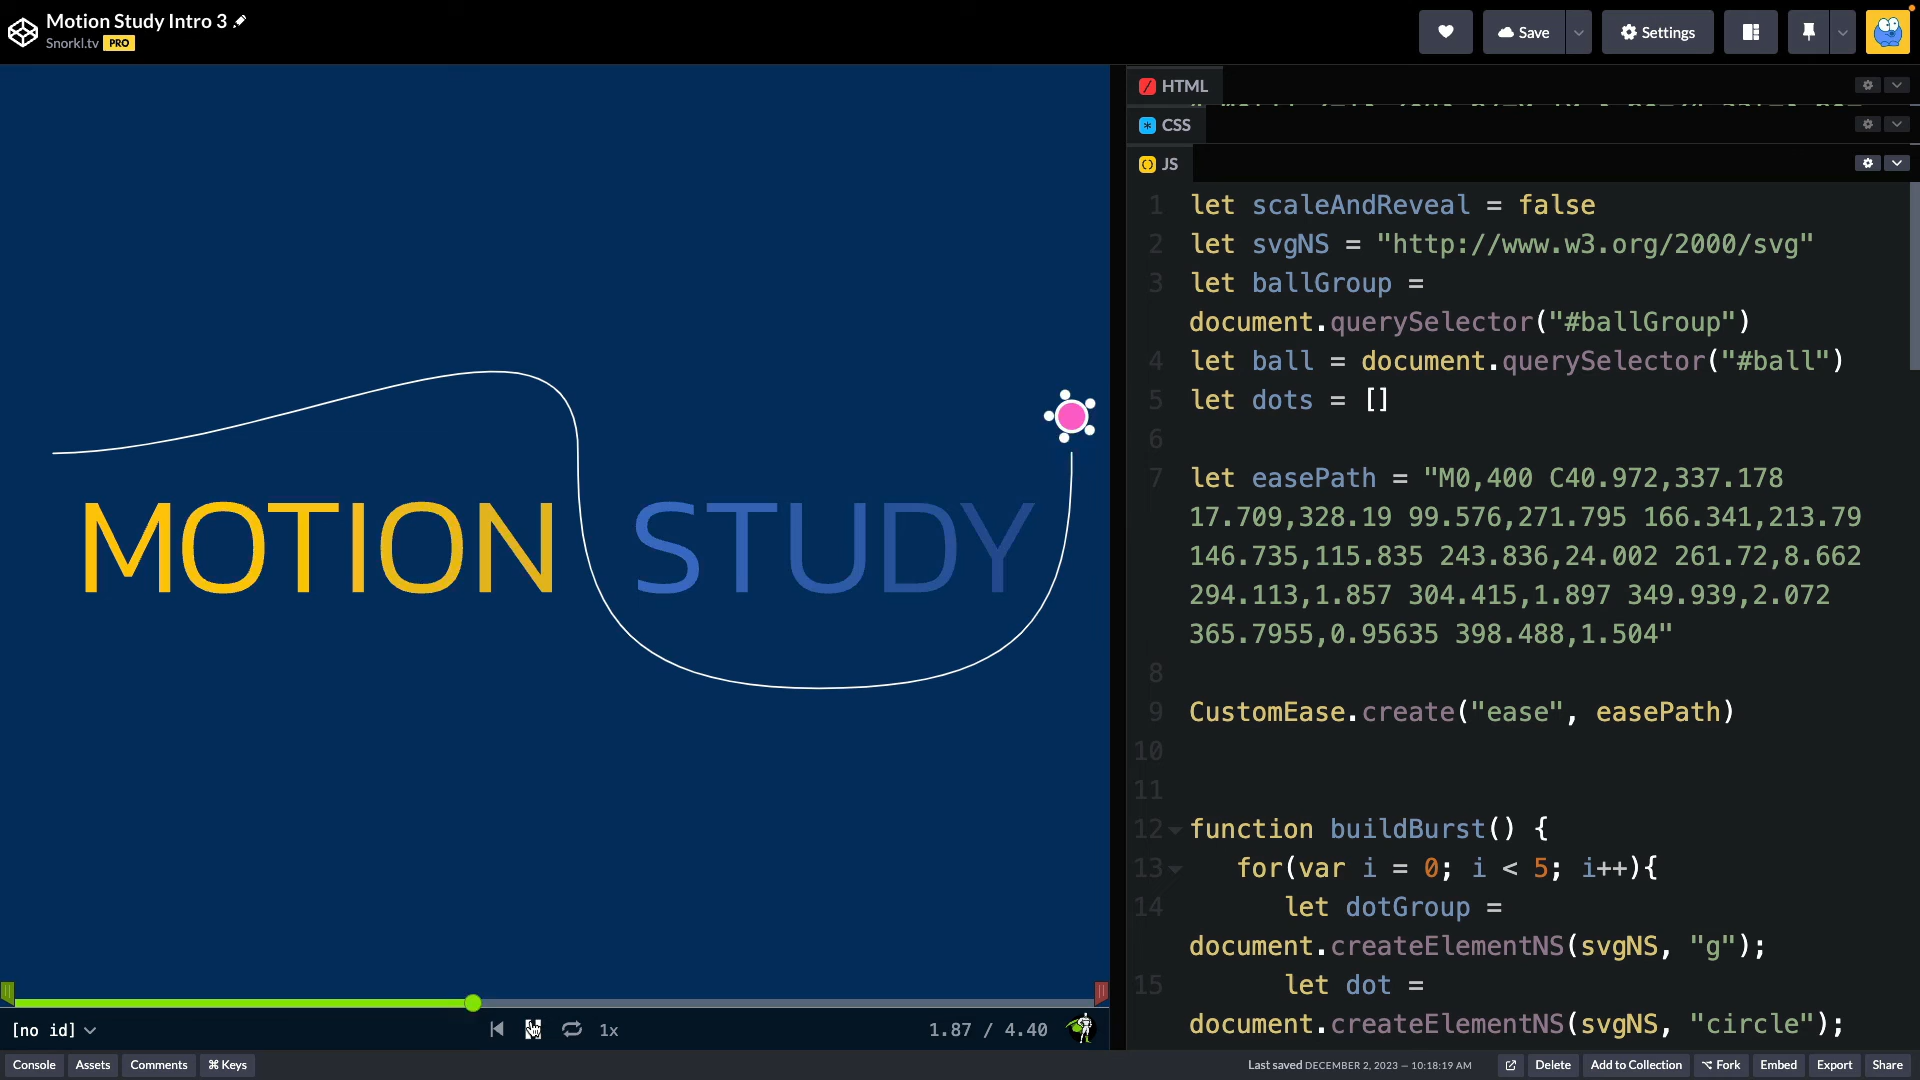 Motion Study Intro 3
Snorkl.tv PRO
Save
Settings
HTML
CSS
JS
MOTION STUDY
1 let scaleAndReveal = false
2 let svgNS = "http://www.w3.org/2000/svg"
3 let ballGroup =
document.querySelector("#ballGroup")
4 let ball = document.querySelector("#ball")
5 let dots = []
6
7 let easePath = "M0,400 C40.972,337.178
17.709,328.19 99.576,271.795 166.341,213.79
146.735,115.835 243.836,24.002 261.72,8.662
294.113,1.857 304.415,1.897 349.939,2.072
365.7955,0.95635 398.488,1.504"
8
9 CustomEase.create("ease", easePath)
10
11
12 function buildBurst() {
13 for(var i = 0; i < 5; i++){
14 let dotGroup =
document.createElementNS(svgNS, "g");
15 let dot =
document.createElementNS(svgNS, "circle");
[no id]
1x
1.87 / 4.40
Console Assets Comments ⌘ Keys
Last saved DECEMBER 2, 2023 — 10:18:19 AM
Delete Add to Collection Fork Embed Export Share